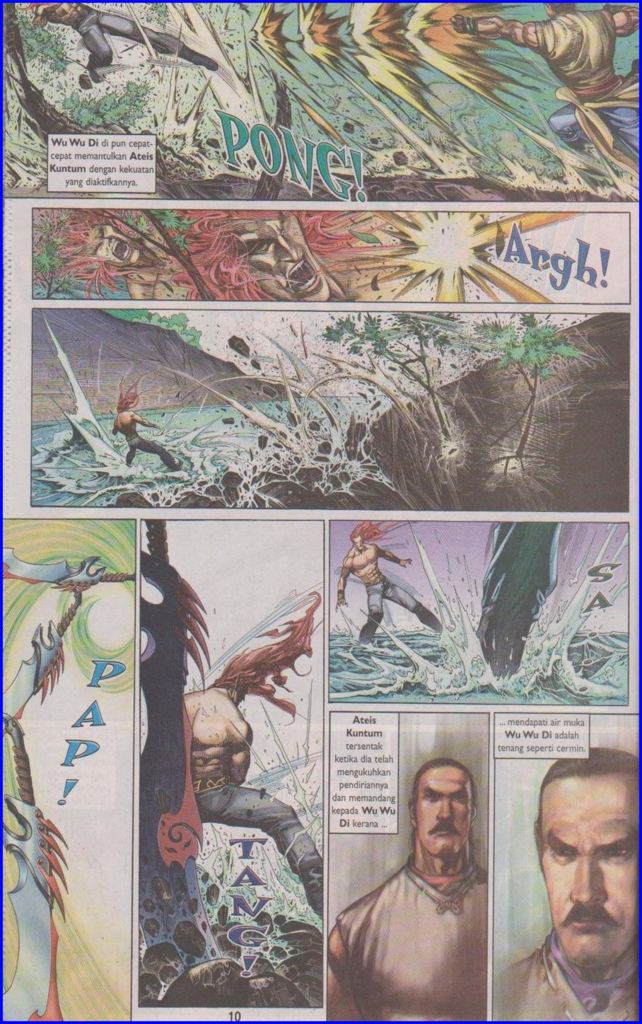 Wu Wu Di di pun cepat-
cepat memantulkan Ateis
Kuntum dengan kekuatan
yang diaktifkannya.
PONG!
Argh!
PAP!
TANG!
SA
Ateis
Kuntum
tersentak
ketika dia telah
mengukuhkan
pendiriannya
dan memandang
kepada Wu Wu
Di kerana ...
... mendapati air muka
Wu Wu Di adalah
tenang seperti cermin.
10